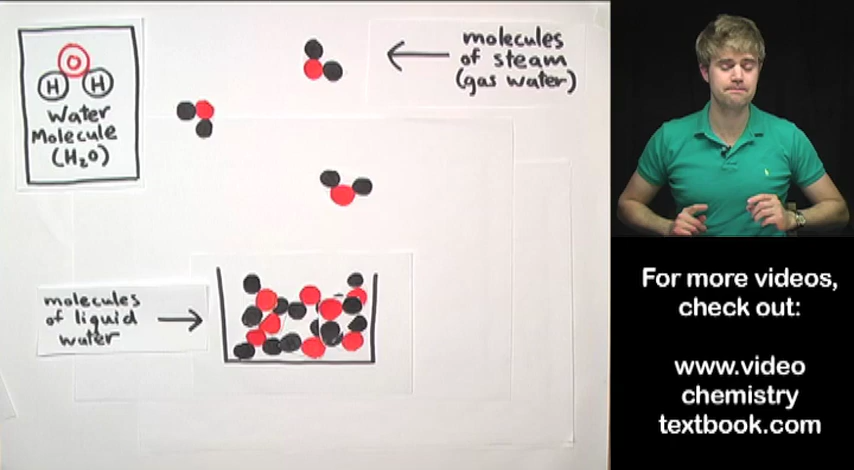 O
H H
Water
Molecule
(H₂O)
molecules
of steam
(gas water)
molecules
of liquid
water
For more videos,
check out:
www.video
chemistry
textbook.com